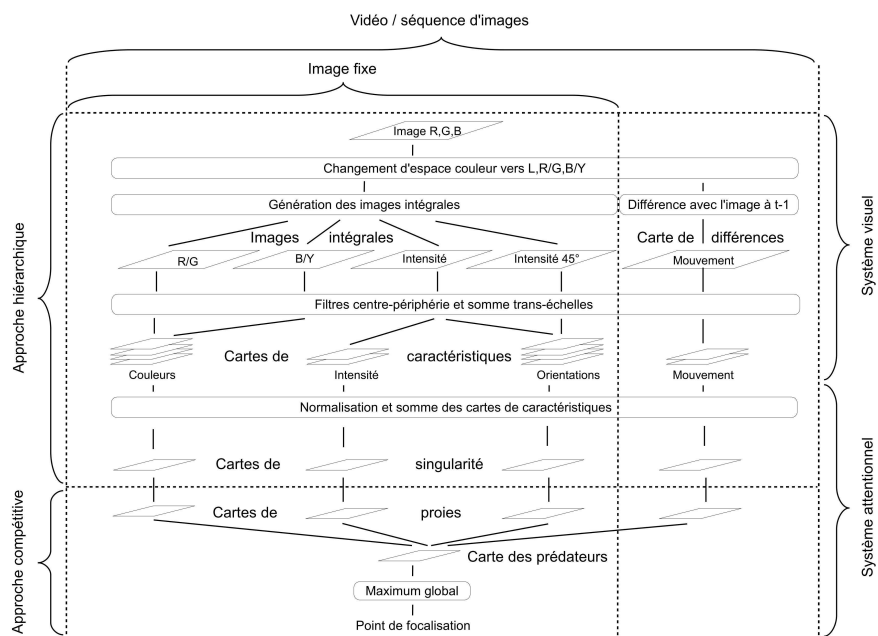 Vidéo / séquence d'images
Image fixe
Image R,G,B
Changement d'espace couleur vers L,R/G,B/Y
Génération des images intégrales
Différence avec l'image à t-1
Images intégrales
Carte de différences
R/G
B/Y
Intensité
Intensité 45°
Mouvement
Filtres centre-périphérie et somme trans-échelles
Cartes de caractéristiques
Couleurs
Intensité
Orientations
Mouvement
Normalisation et somme des cartes de caractéristiques
Cartes de singularité
Cartes de proies
Carte des prédateurs
Maximum global
Point de focalisation
Approche hiérarchique
Approche compétitive
Système visuel
Système attentionnel